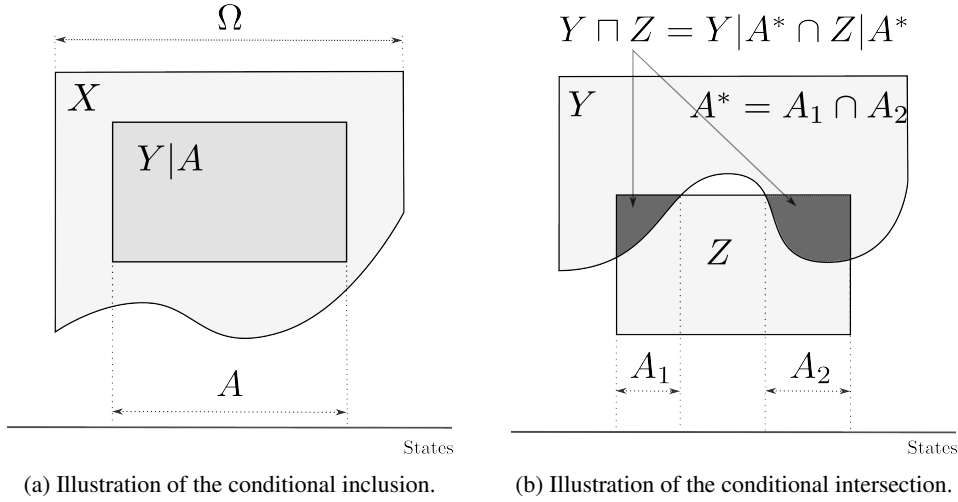 Ω
X
Y|A
A
States
(a) Illustration of the conditional inclusion.
Y ⊓ Z = Y|A* ∩ Z|A*
Y
A* = A₁ ∩ A₂
Z
A₁
A₂
States
(b) Illustration of the conditional intersection.